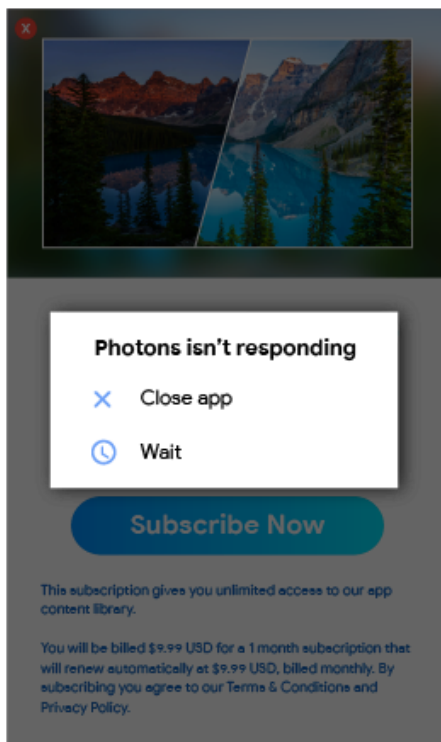 X
Photons isn't responding
Close app
Wait
Subscribe Now
This subscription gives you unlimited access to our app
content library.
You will be billed $9.99 USD for a 1 month subscription that
will renew automatically at $9.99 USD, billed monthly. By
subscribing you agree to our Terms & Conditions and
Privacy Policy.